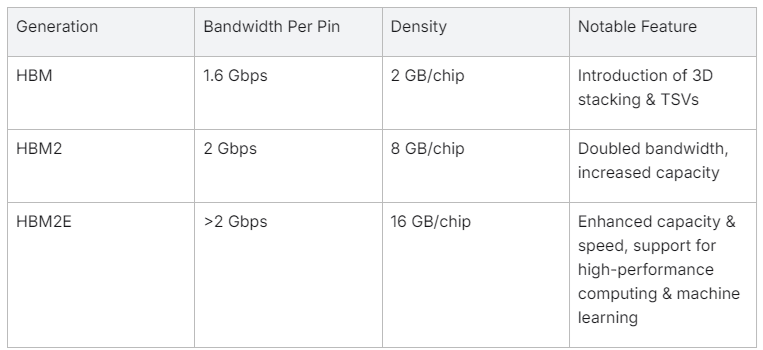 Generation Bandwidth Per Pin Density Notable Feature
HBM 1.6 Gbps 2 GB/chip Introduction of 3D
stacking & TSVs
HBM2 2 Gbps 8 GB/chip Doubled bandwidth,
increased capacity
HBM2E >2 Gbps 16 GB/chip Enhanced capacity &
speed, support for
high-performance
computing & machine
learning